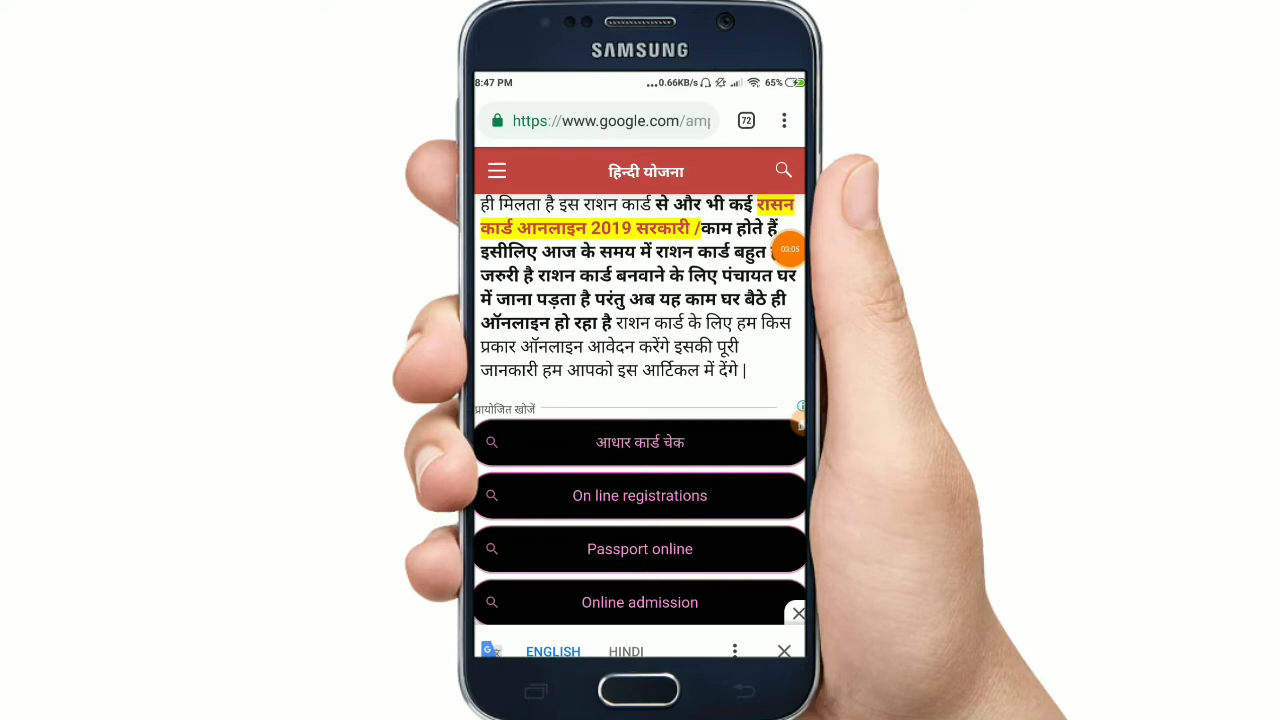 SAMSUNG
8:47 PM
...0.66KB/s
65%
https://www.google.com/amp
72
हिन्दी योजना
ही मिलता है इस राशन कार्ड से और भी कई रासन
कार्ड आनलाइन 2019 सरकारी /काम होते हैं
इसीलिए आज के समय में राशन कार्ड बहुत
03:05
जरुरी है राशन कार्ड बनवाने के लिए पंचायत घर
में जाना पड़ता है परंतु अब यह काम घर बैठे ही
ऑनलाइन हो रहा है राशन कार्ड के लिए हम किस
प्रकार ऑनलाइन आवेदन करेंगे इसकी पूरी
जानकारी हम आपको इस आर्टिकल में देंगे |
प्रायोजित खोजें
आधार कार्ड चेक
On line registrations
Passport online
Online admission
ENGLISH HINDI